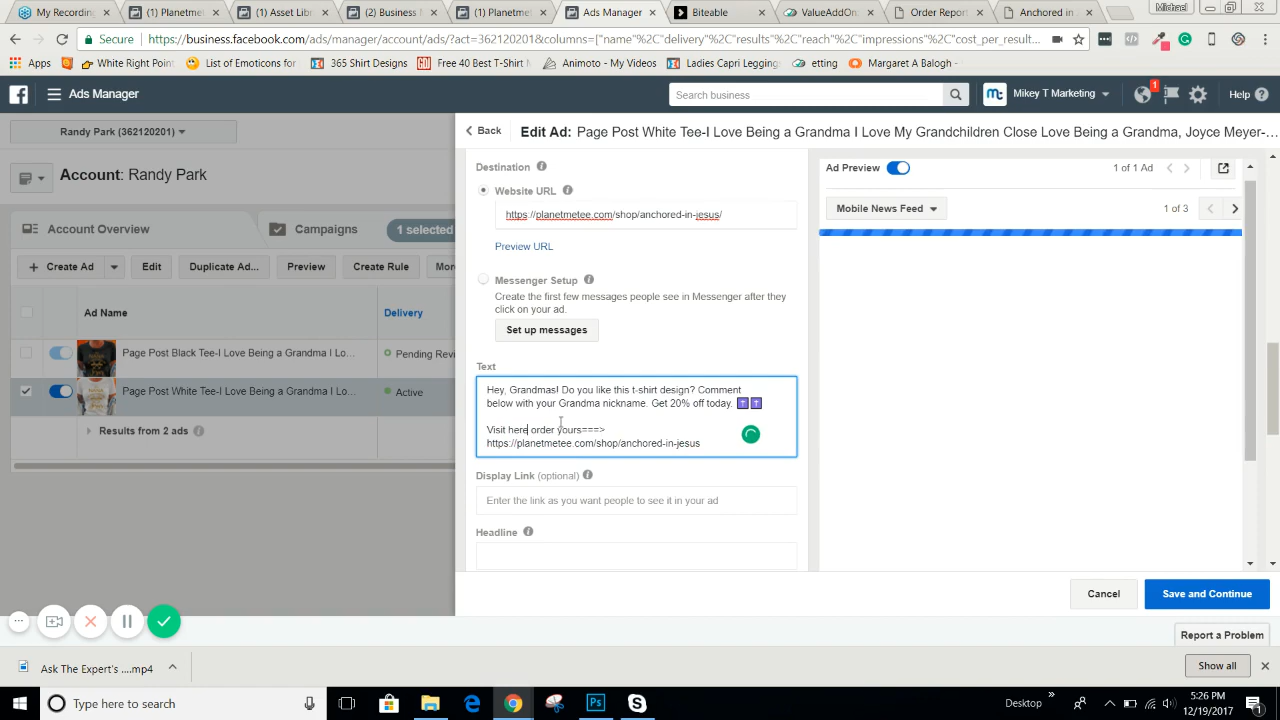 My Recording
(1) Planetmet
(1) Asset Lib
(2) Business M
(1) Planetmet
Ads Manager
Biteable
ValueAddOn
Order Report
Anchored in
Michael
Secure
https://business.facebook.com/ads/manager/account/ads/?act=362120201&columns=["name"%2C"delivery"%2C"results"%2C"reach"%2C"impressions"%2C"cost_per_result...
Apps
White Right Point
List of Emoticons for
365 Shirt Designs
Free 40 Best T-Shirt
Animoto - My Videos
Ladies Capri Legging
etting
Margaret A Balogh -
Ads Manager
Search business
Mikey T Marketing
1
Help
Randy Park (362120201)
Account: Randy Park
Account Overview
Campaigns
1 selected
Create Ad
Edit
Duplicate Ad...
Preview
Create Rule
Mor
Ad Name
Delivery
Page Post Black Tee-I Love Being a Grandma I Lo...
Pending Rev
Page Post White Tee-I Love Being a Grandma I Lo...
Active
Results from 2 ads
Back
Edit Ad: Page Post White Tee-I Love Being a Grandma I Love My Grandchildren Close Love Being a Grandma, Joyce Meyer-...
Destination
Website URL
https://planetmetee.com/shop/anchored-in-jesus/
Preview URL
Messenger Setup
Create the first few messages people see in Messenger after they
click on your ad.
Set up messages
Text
Hey, Grandmas! Do you like this t-shirt design? Comment
below with your Grandma nickname. Get 20% off today.
Visit here order yours===>
https://planetmetee.com/shop/anchored-in-jesus
Display Link (optional)
Enter the link as you want people to see it in your ad
Headline
Ad Preview
1 of 1 Ad
Mobile News Feed
1 of 3
Cancel
Save and Continue
Report a Problem
Ask The Expert's ....mp4
Show all
Type here to search
Desktop
5:26 PM
12/19/2017
1